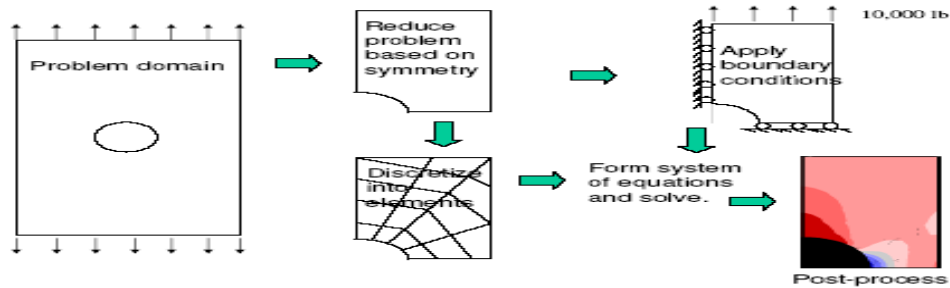 Problem domain
Reduce
problem
based on
symmetry
10,000 lb
Apply
boundary
conditions
Discretize
into
elements
Form system
of equations
and solve.
Post-process